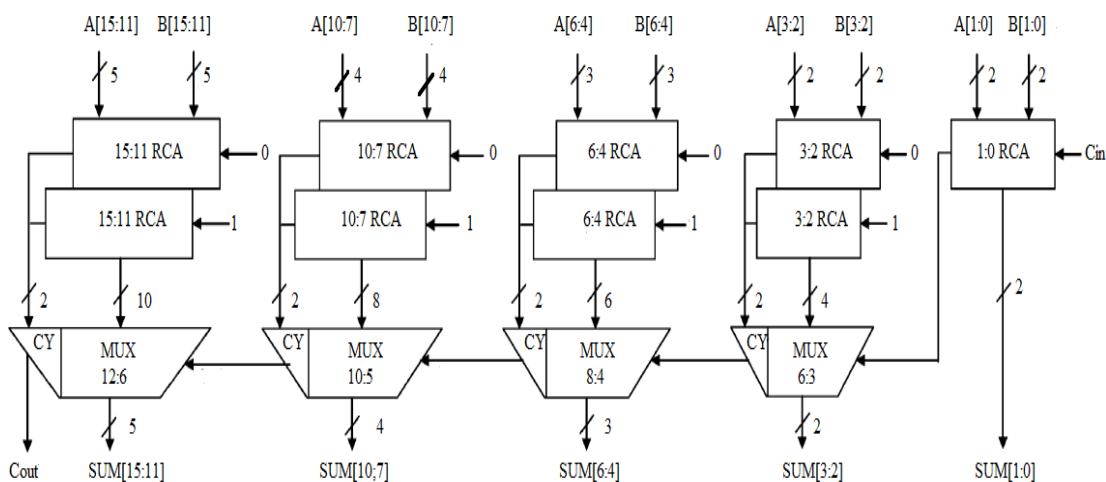 A[15:11] B[15:11] A[10:7] B[10:7] A[6:4] B[6:4] A[3:2] B[3:2] A[1:0] B[1:0]
5 5 4 4 3 3 2 2 2 2
15:11 RCA 0 10:7 RCA 0 6:4 RCA 0 3:2 RCA 0 1:0 RCA Cin
15:11 RCA 1 10:7 RCA 1 6:4 RCA 1 3:2 RCA 1
2 10 2 8 2 6 2 4 2
CY MUX CY MUX CY MUX CY MUX
12:6 10:5 8:4 6:3
5 4 3 2
Cout SUM[15:11] SUM[10;7] SUM[6:4] SUM[3:2] SUM[1:0]